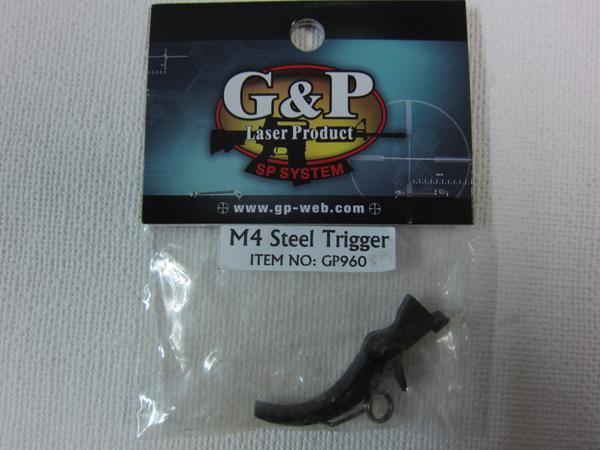 G&P
Laser Product
SP SYSTEM
www.gp-web.com
M4 Steel Trigger
ITEM NO: GP960